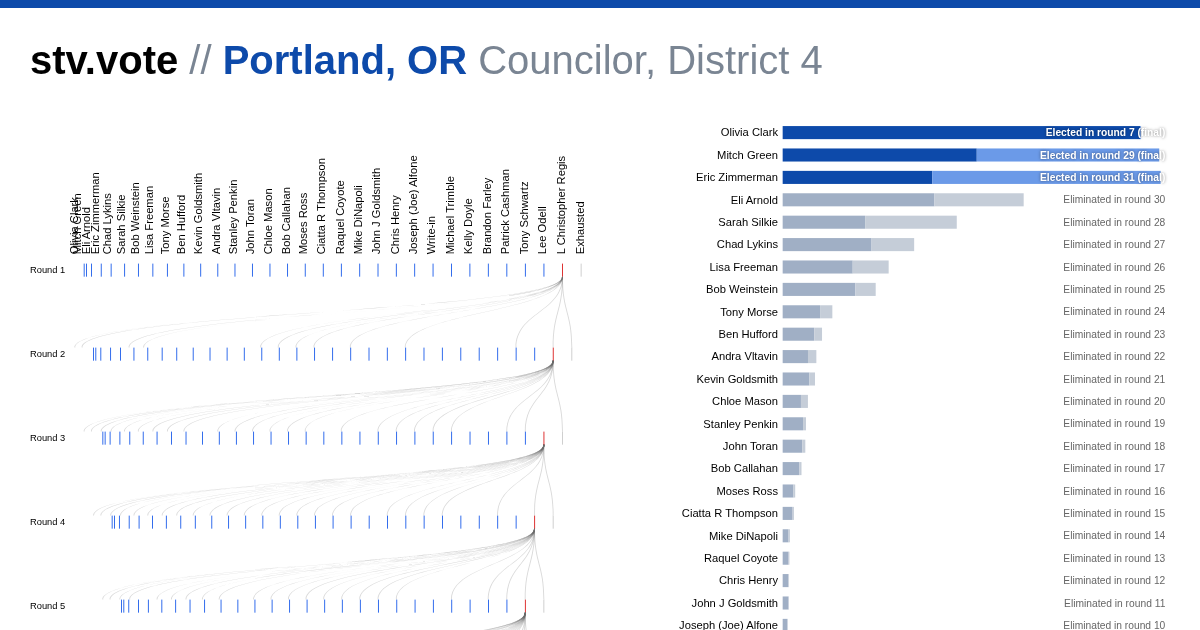 stv.vote // Portland, OR Councilor, District 4
Olivia Clark
Mitch Green
Eli Arnold
Eric Zimmerman
Chad Lykins
Sarah Silkie
Bob Weinstein
Lisa Freeman
Tony Morse
Ben Hufford
Kevin Goldsmith
Andra Vltavin
Stanley Penkin
John Toran
Chloe Mason
Bob Callahan
Moses Ross
Ciatta R Thompson
Raquel Coyote
Mike DiNapoli
John J Goldsmith
Chris Henry
Joseph (Joe) Alfone
Write-in
Michael Trimble
Kelly Doyle
Brandon Farley
Patrick Cashman
Tony Schwartz
Lee Odell
L Christopher Regis
Exhausted
Round 1
Round 2
Round 3
Round 4
Round 5
Olivia Clark Elected in round 7 (final)
Mitch Green Elected in round 29 (final)
Eric Zimmerman Elected in round 31 (final)
Eli Arnold Eliminated in round 30
Sarah Silkie Eliminated in round 28
Chad Lykins Eliminated in round 27
Lisa Freeman Eliminated in round 26
Bob Weinstein Eliminated in round 25
Tony Morse Eliminated in round 24
Ben Hufford Eliminated in round 23
Andra Vltavin Eliminated in round 22
Kevin Goldsmith Eliminated in round 21
Chloe Mason Eliminated in round 20
Stanley Penkin Eliminated in round 19
John Toran Eliminated in round 18
Bob Callahan Eliminated in round 17
Moses Ross Eliminated in round 16
Ciatta R Thompson Eliminated in round 15
Mike DiNapoli Eliminated in round 14
Raquel Coyote Eliminated in round 13
Chris Henry Eliminated in round 12
John J Goldsmith Eliminated in round 11
Joseph (Joe) Alfone Eliminated in round 10